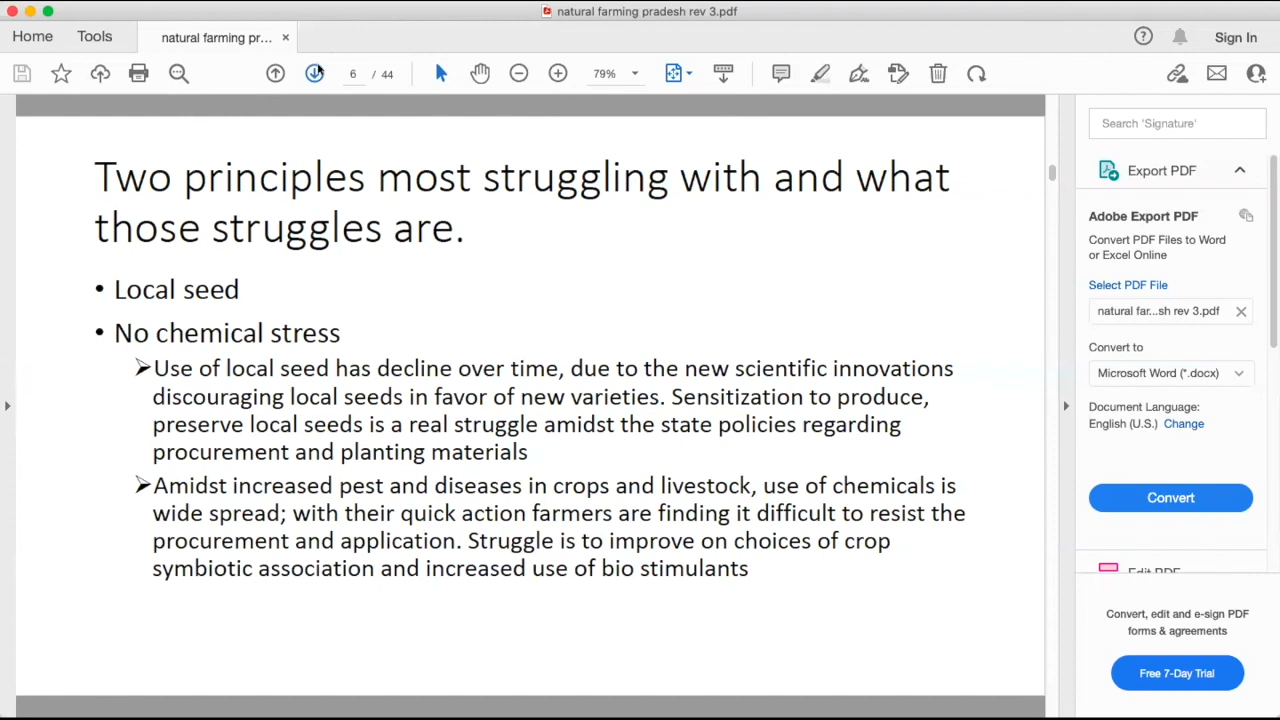 natural farming pradesh rev 3.pdf
Home
Tools
natural farming pr... ×
Sign In
6 / 44
79%
Search 'Signature'
Export PDF
Adobe Export PDF
Convert PDF Files to Word
or Excel Online
Select PDF File
natural far...sh rev 3.pdf
Convert to
Microsoft Word (*.docx)
Document Language:
English (U.S.) Change
Convert
Edit PDF
Convert, edit and e-sign PDF
forms & agreements
Free 7-Day Trial
Two principles most struggling with and what
those struggles are.
• Local seed
• No chemical stress
➢Use of local seed has decline over time, due to the new scientific innovations
discouraging local seeds in favor of new varieties. Sensitization to produce,
preserve local seeds is a real struggle amidst the state policies regarding
procurement and planting materials
➢Amidst increased pest and diseases in crops and livestock, use of chemicals is
wide spread; with their quick action farmers are finding it difficult to resist the
procurement and application. Struggle is to improve on choices of crop
symbiotic association and increased use of bio stimulants